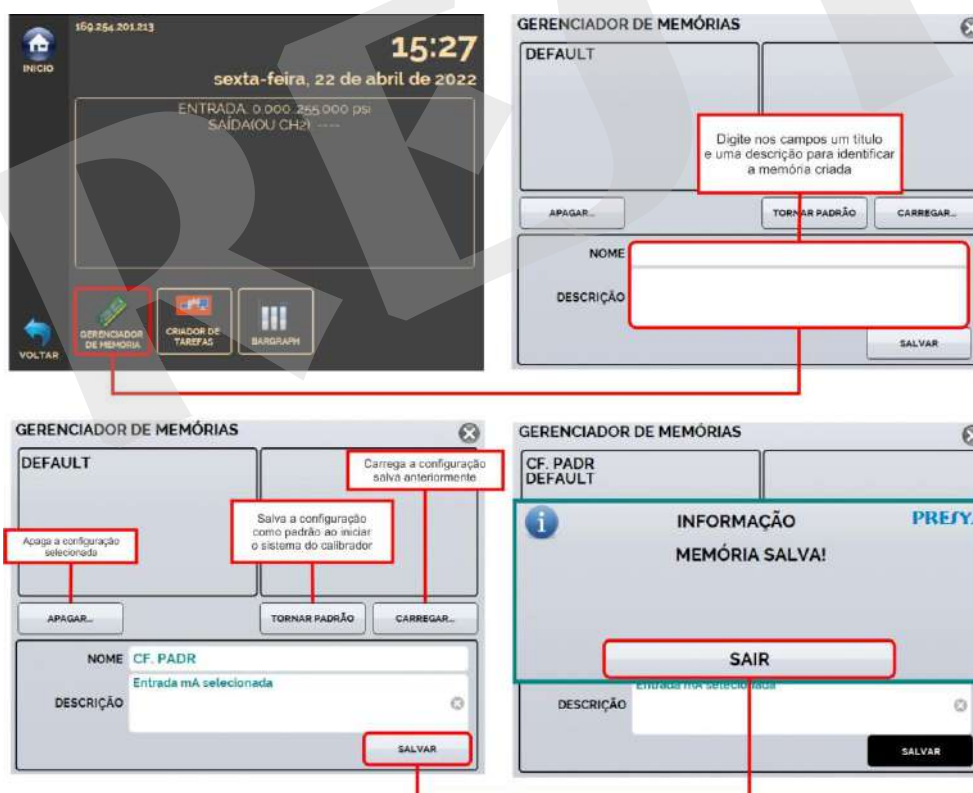 169.254.201.213
15:27
INICIO
sexta-feira, 22 de abril de 2022
ENTRADA: 0.000..255.000 psi
SAÍDA(OU CH2): ----
GERENCIADOR
DE MEMÓRIA
CRIADOR DE
TAREFAS
BARGRAPH
VOLTAR
GERENCIADOR DE MEMÓRIAS
DEFAULT
Digite nos campos um título
e uma descrição para identificar
a memória criada
APAGAR...
TORNAR PADRÃO
CARREGAR...
NOME
DESCRIÇÃO
SALVAR
GERENCIADOR DE MEMÓRIAS
DEFAULT
Carrega a configuração
salva anteriormente
Salva a configuração
como padrão ao iniciar
o sistema do calibrador
Apaga a configuração
selecionada
APAGAR...
TORNAR PADRÃO
CARREGAR...
NOME
CF. PADR
DESCRIÇÃO
Entrada mA selecionada
SALVAR
GERENCIADOR DE MEMÓRIAS
CF. PADR
DEFAULT
INFORMAÇÃO
MEMÓRIA SALVA!
SAIR
Entrada mA selecionada
DESCRIÇÃO
SALVAR